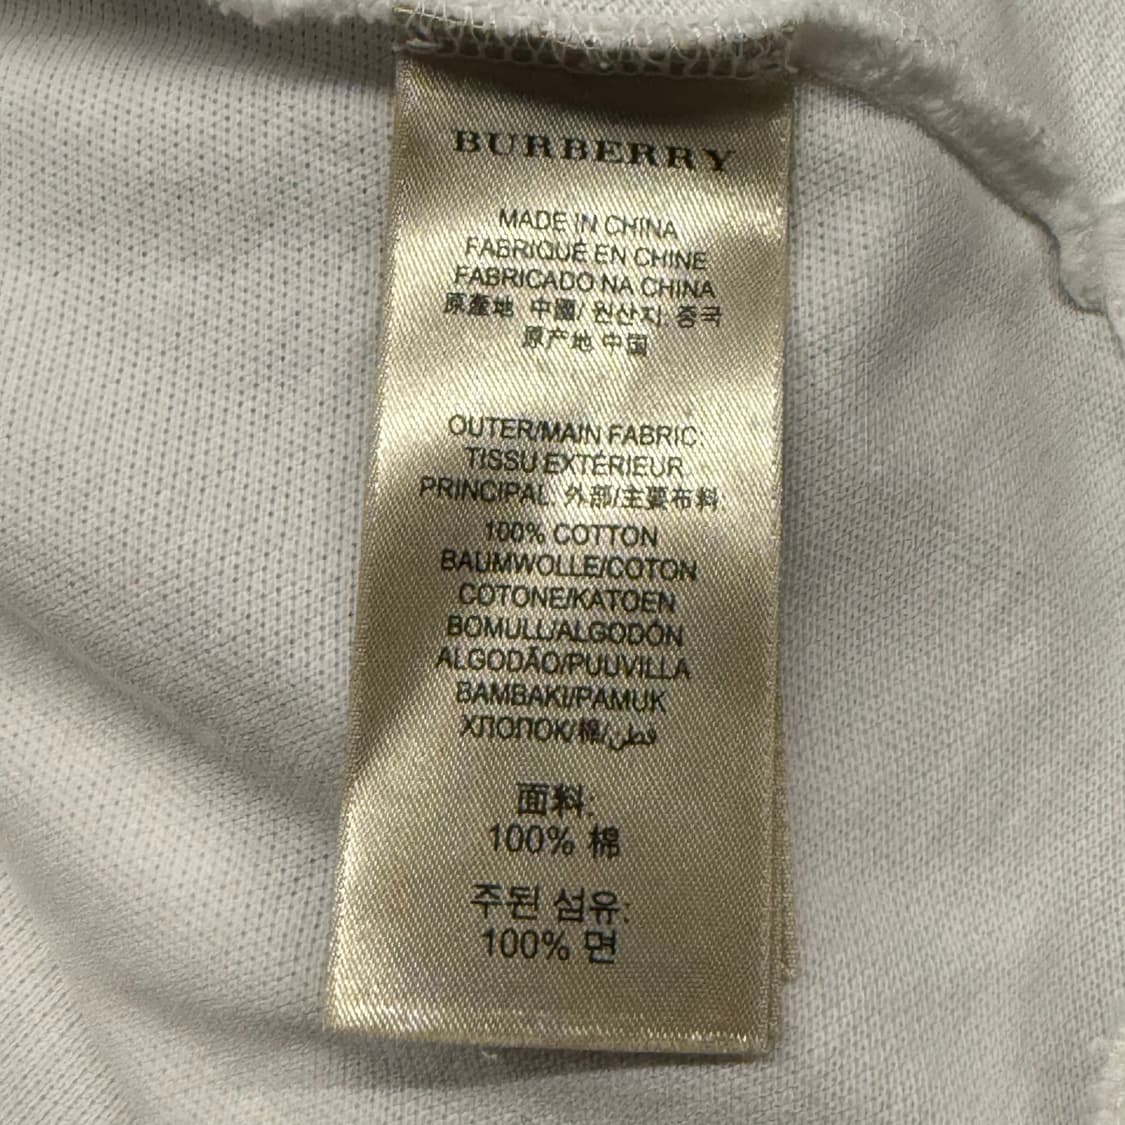 BURBERRY
MADE IN CHINA
FABRIQUÉ EN CHINE
FABRICADO NA CHINA
原產地 中國/ 원산지: 중국
原产地 中国
OUTER/MAIN FABRIC:
TISSU EXTÉRIEUR
PRINCIPAL: 外部/主要布料
100% COTTON
BAUMWOLLE/COTON
COTONE/KATOEN
BOMULL/ALGODÓN
ALGODÃO/PUUVILLA
BAMBAKI/PAMUK
ХЛОПОК/棉/قطن
面料:
100% 棉
주된 섬유:
100% 면